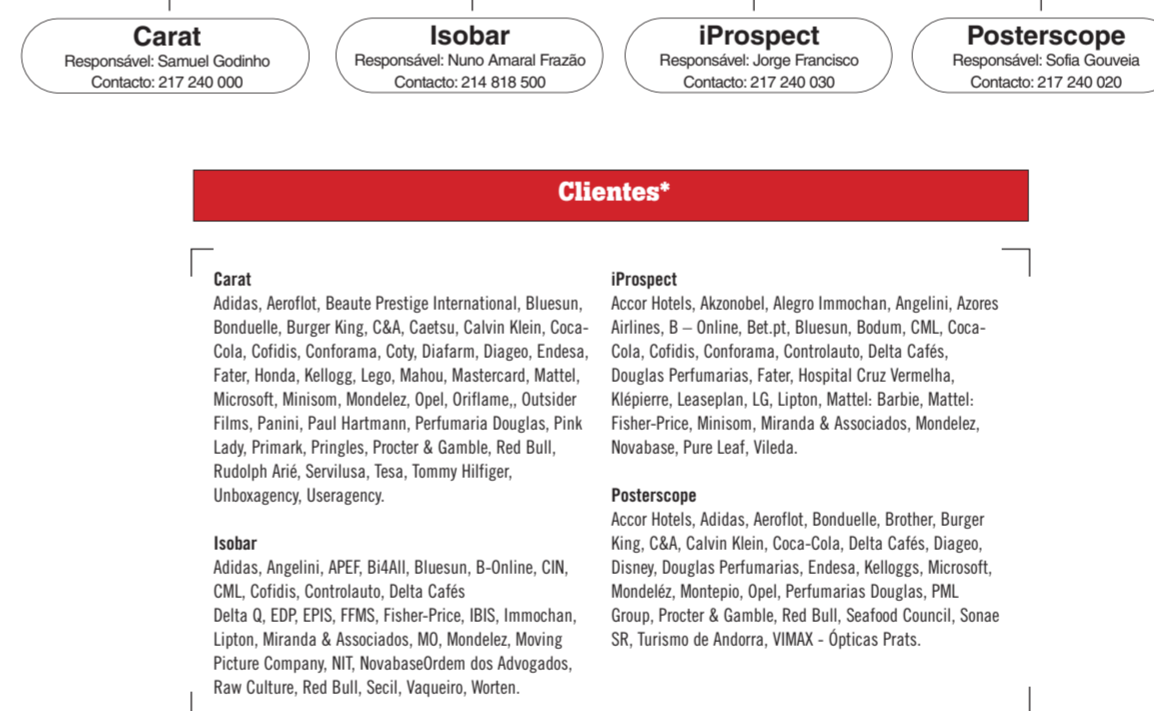 Carat
Responsável: Samuel Godinho
Contacto: 217 240 000
Isobar
Responsável: Nuno Amaral Frazão
Contacto: 214 818 500
iProspect
Responsável: Jorge Francisco
Contacto: 217 240 030
Posterscope
Responsável: Sofia Gouveia
Contacto: 217 240 020
Clientes*
Carat
Adidas, Aeroflot, Beaute Prestige International, Bluesun,
Bonduelle, Burger King, C&A, Caetsu, Calvin Klein, Coca-
Cola, Cofidis, Conforama, Coty, Diafarm, Diageo, Endesa,
Fater, Honda, Kellogg, Lego, Mahou, Mastercard, Mattel,
Microsoft, Minisom, Mondelez, Opel, Oriflame,, Outsider
Films, Panini, Paul Hartmann, Perfumaria Douglas, Pink
Lady, Primark, Pringles, Procter & Gamble, Red Bull,
Rudolph Arié, Servilusa, Tesa, Tommy Hilfiger,
Unboxagency, Useragency.
Isobar
Adidas, Angelini, APEF, Bi4All, Bluesun, B-Online, CIN,
CML, Cofidis, Controlauto, Delta Cafés
Delta Q, EDP, EPIS, FFMS, Fisher-Price, IBIS, Immochan,
Lipton, Miranda & Associados, MO, Mondelez, Moving
Picture Company, NIT, NovabaseOrdem dos Advogados,
Raw Culture, Red Bull, Secil, Vaqueiro, Worten.
iProspect
Accor Hotels, Akzonobel, Alegro Immochan, Angelini, Azores
Airlines, B – Online, Bet.pt, Bluesun, Bodum, CML, Coca-
Cola, Cofidis, Conforama, Controlauto, Delta Cafés,
Douglas Perfumarias, Fater, Hospital Cruz Vermelha,
Klépierre, Leaseplan, LG, Lipton, Mattel: Barbie, Mattel:
Fisher-Price, Minisom, Miranda & Associados, Mondelez,
Novabase, Pure Leaf, Vileda.
Posterscope
Accor Hotels, Adidas, Aeroflot, Bonduelle, Brother, Burger
King, C&A, Calvin Klein, Coca-Cola, Delta Cafés, Diageo,
Disney, Douglas Perfumarias, Endesa, Kelloggs, Microsoft,
Mondeléz, Montepio, Opel, Perfumarias Douglas, PML
Group, Procter & Gamble, Red Bull, Seafood Council, Sonae
SR, Turismo de Andorra, VIMAX - Ópticas Prats.